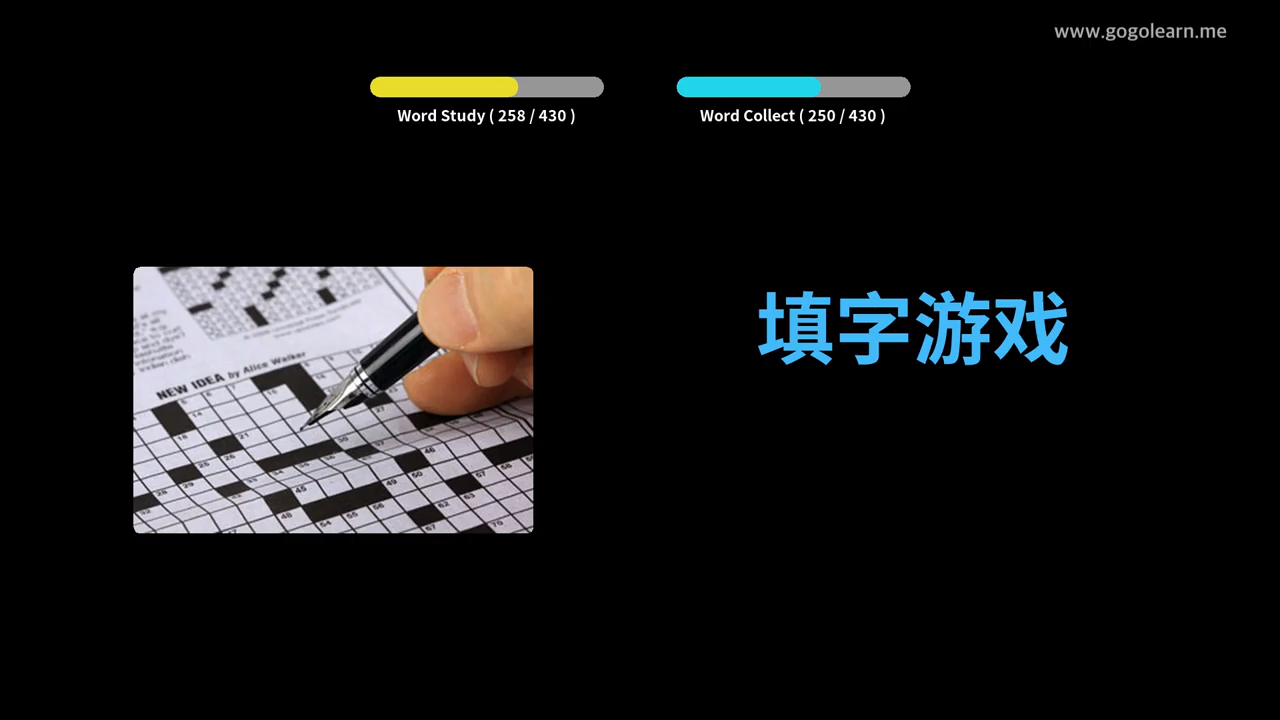 www.gogolearn.me
Word Study ( 258 / 430 )
Word Collect ( 250 / 430 )
填字游戏
NEW IDEA by Alice Walker